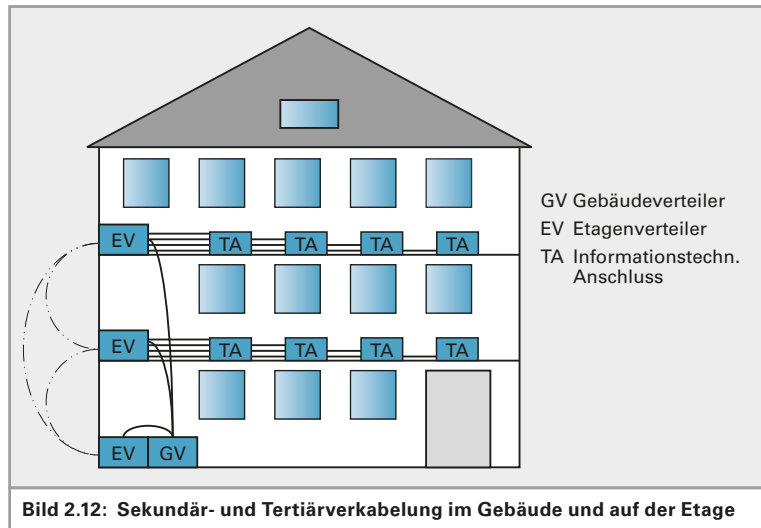 GV Gebäudeverteiler
EV Etagenverteiler
TA Informationstechn.
Anschluss
EV TA TA TA TA
EV TA TA TA TA
EV GV
Bild 2.12: Sekundär- und Tertiärverkabelung im Gebäude und auf der Etage